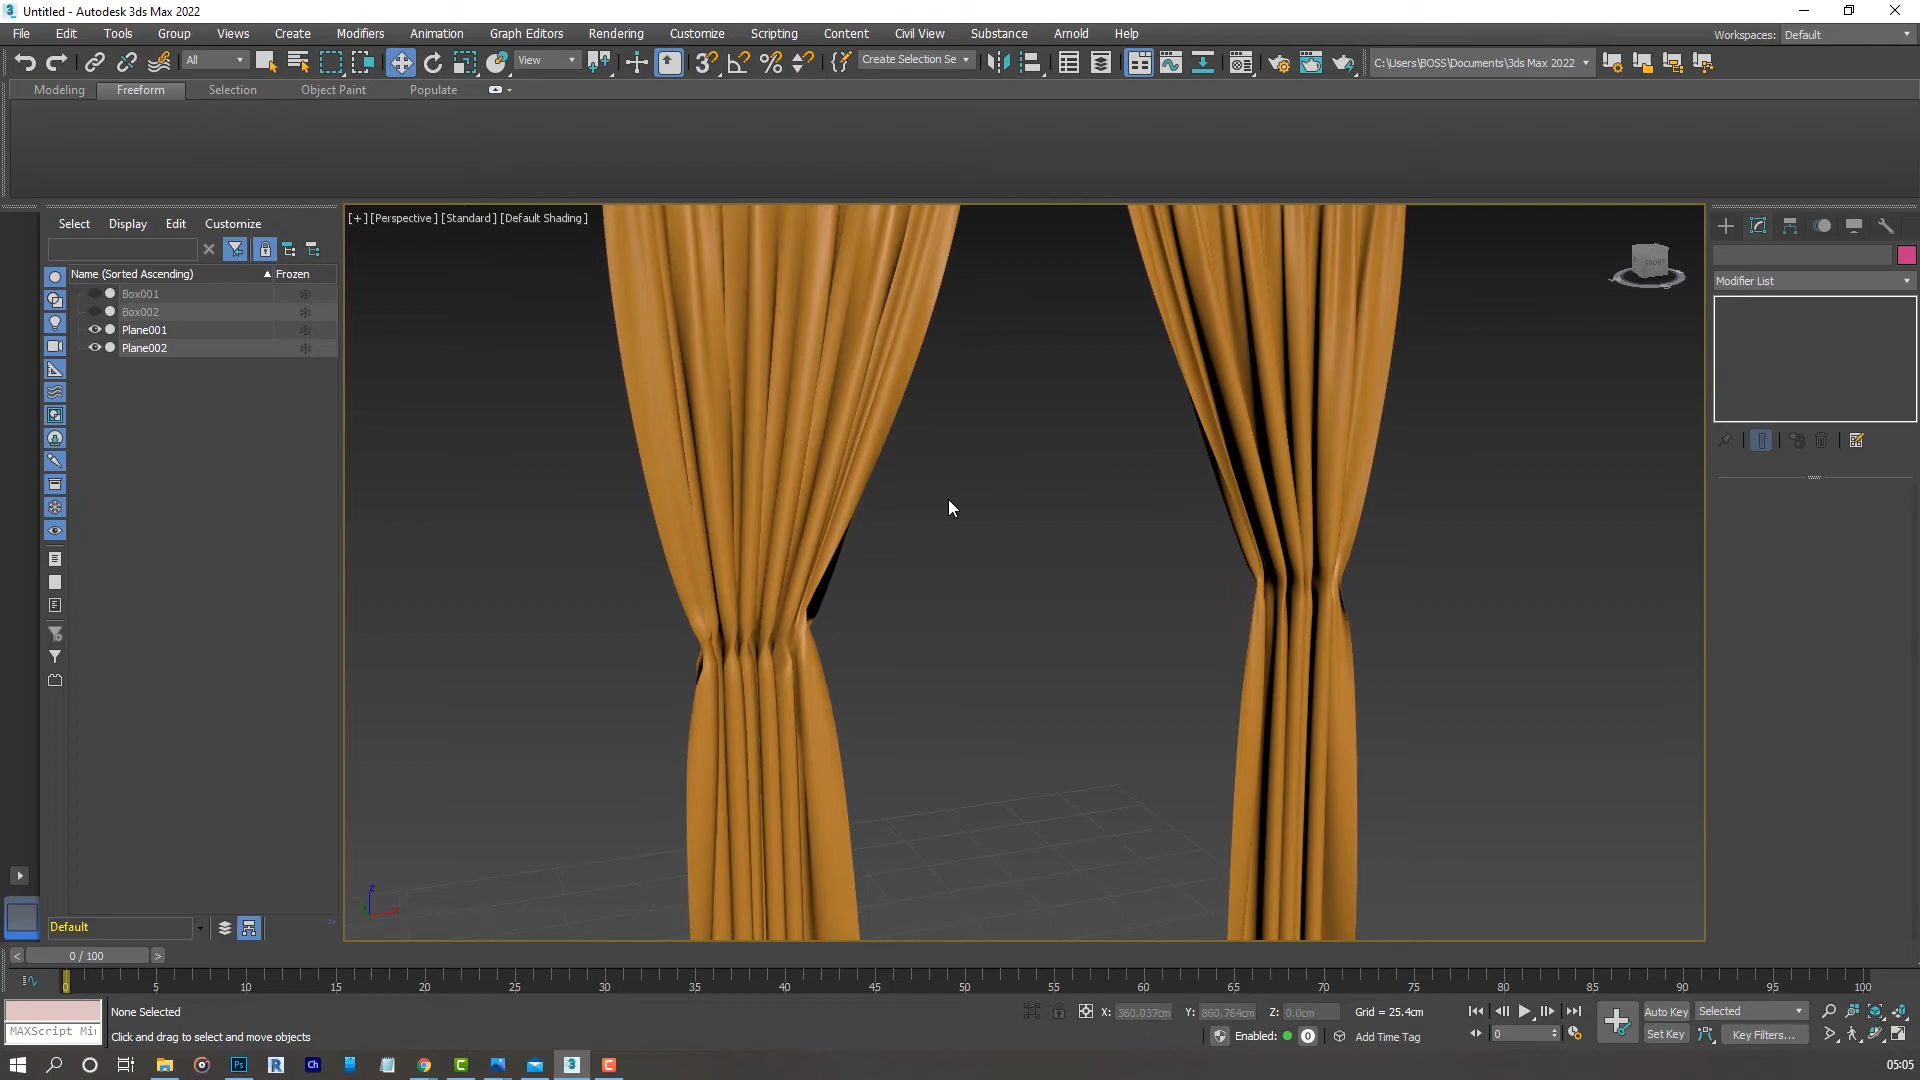 Untitled - Autodesk 3ds Max 2022
File Edit Tools Group Views Create Modifiers Animation Graph Editors Rendering Customize Scripting Content Civil View Substance Arnold Help
Workspaces: Default
All View Create Selection Se C:\Users\BOSS\Documents\3ds Max 2022
Modeling Freeform Selection Object Paint Populate
Select Display Edit Customize
[+] [Perspective] [Standard] [Default Shading]
Name (Sorted Ascending) Frozen
Box001
Box002
Plane001
Plane002
FRONT
Modifier List
Default
0 / 100
0 5 10 15 20 25 30 35 40 45 50 55 60 65 70 75 80 85 90 95 100
None Selected
X: 360.037cm Y: 860.764cm Z: 0.0cm Grid = 25.4cm
Auto Key Selected
MAXScript Mi
Click and drag to select and move objects
Enabled: 0 Add Time Tag
0 Set Key Key Filters...
Ps R Ch C 3 C
05:05